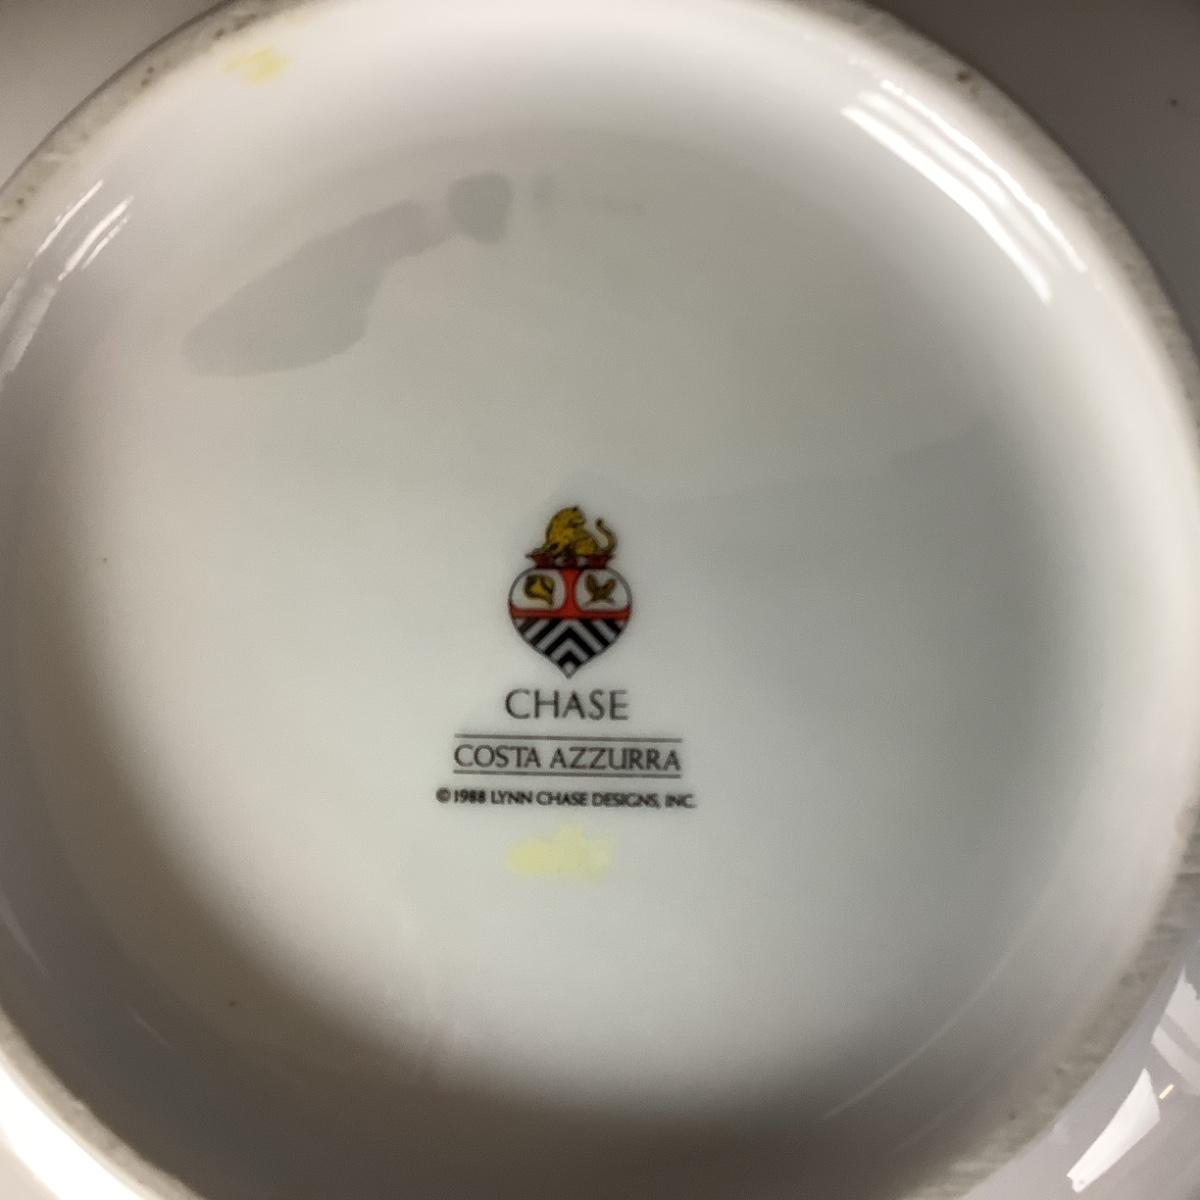 CHASE
COSTA AZZURRA
©1988 LYNN CHASE DESIGNS, INC.